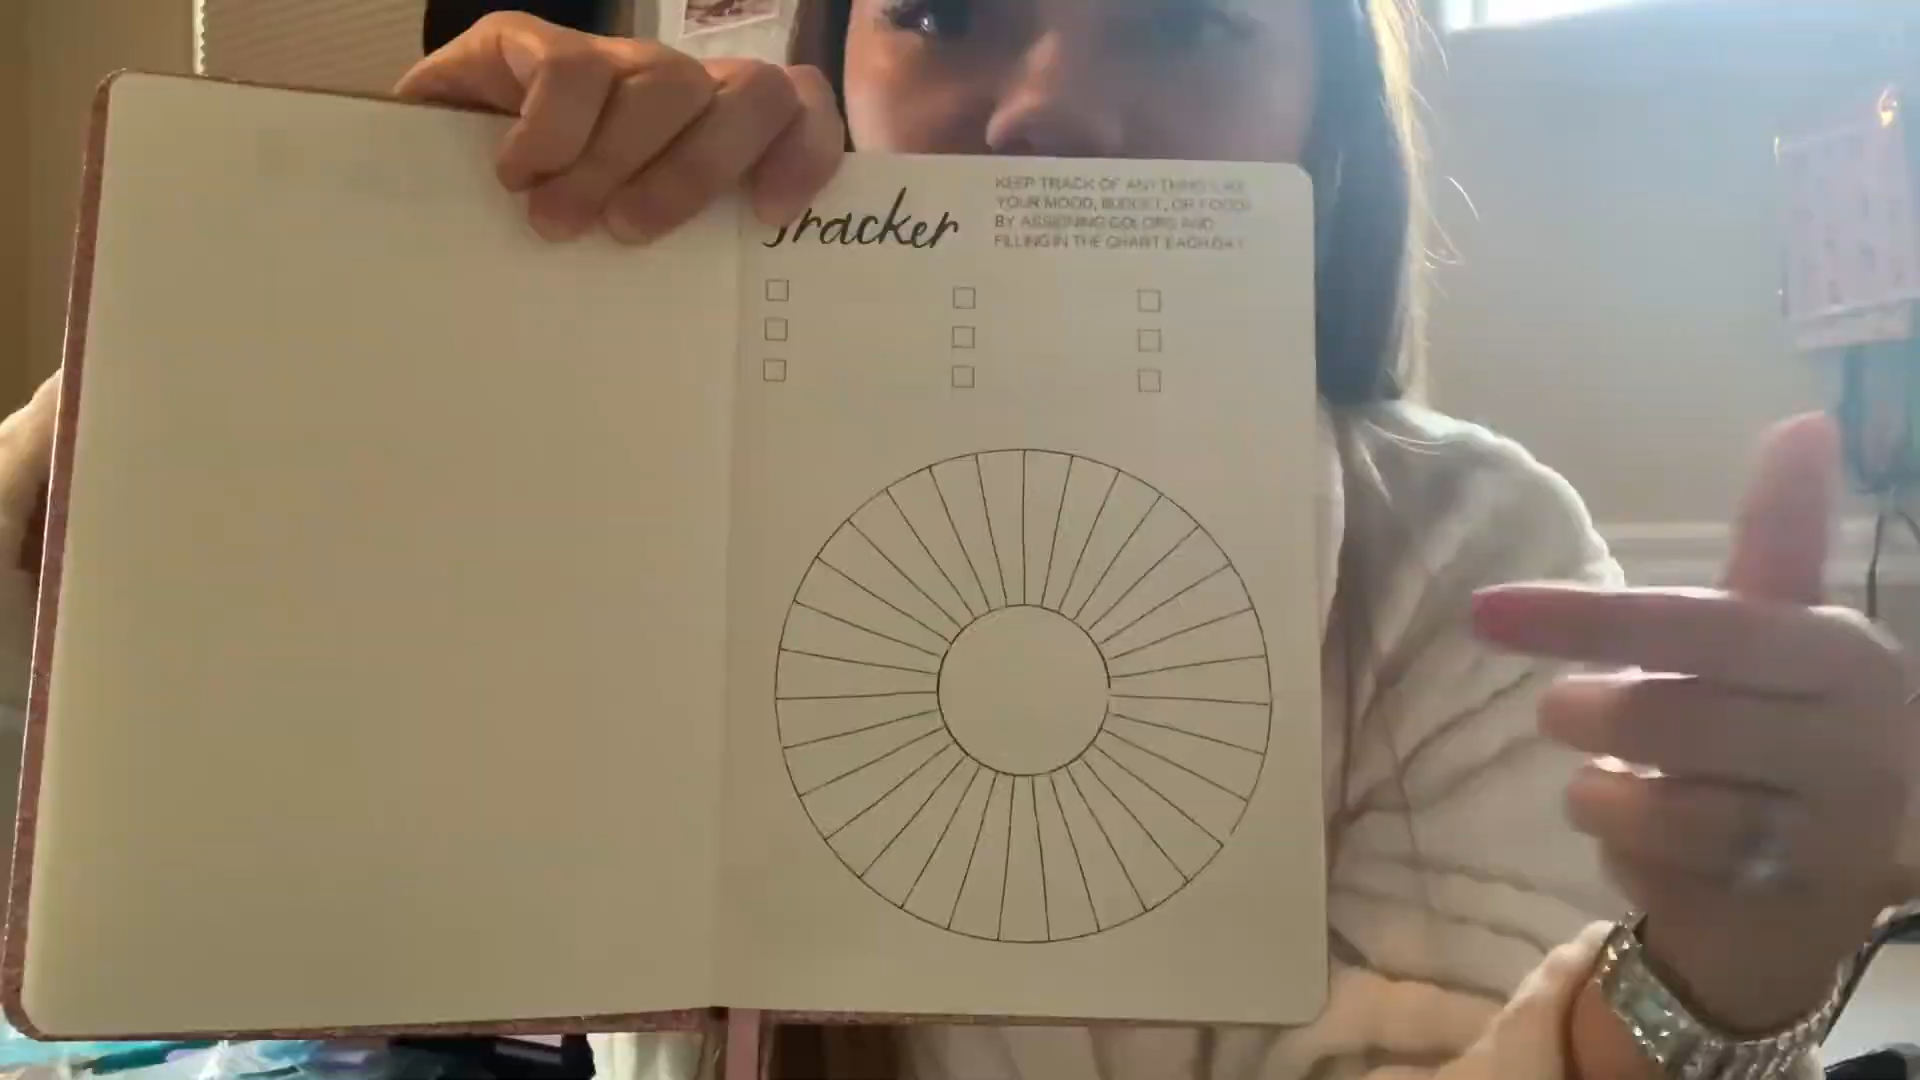 Tracker
KEEP TRACK OF ANYTHING LIKE
YOUR MOOD, BUDGET, OR FOOD
BY ASSIGNING COLORS AND
FILLING IN THE CHART EACH DAY.